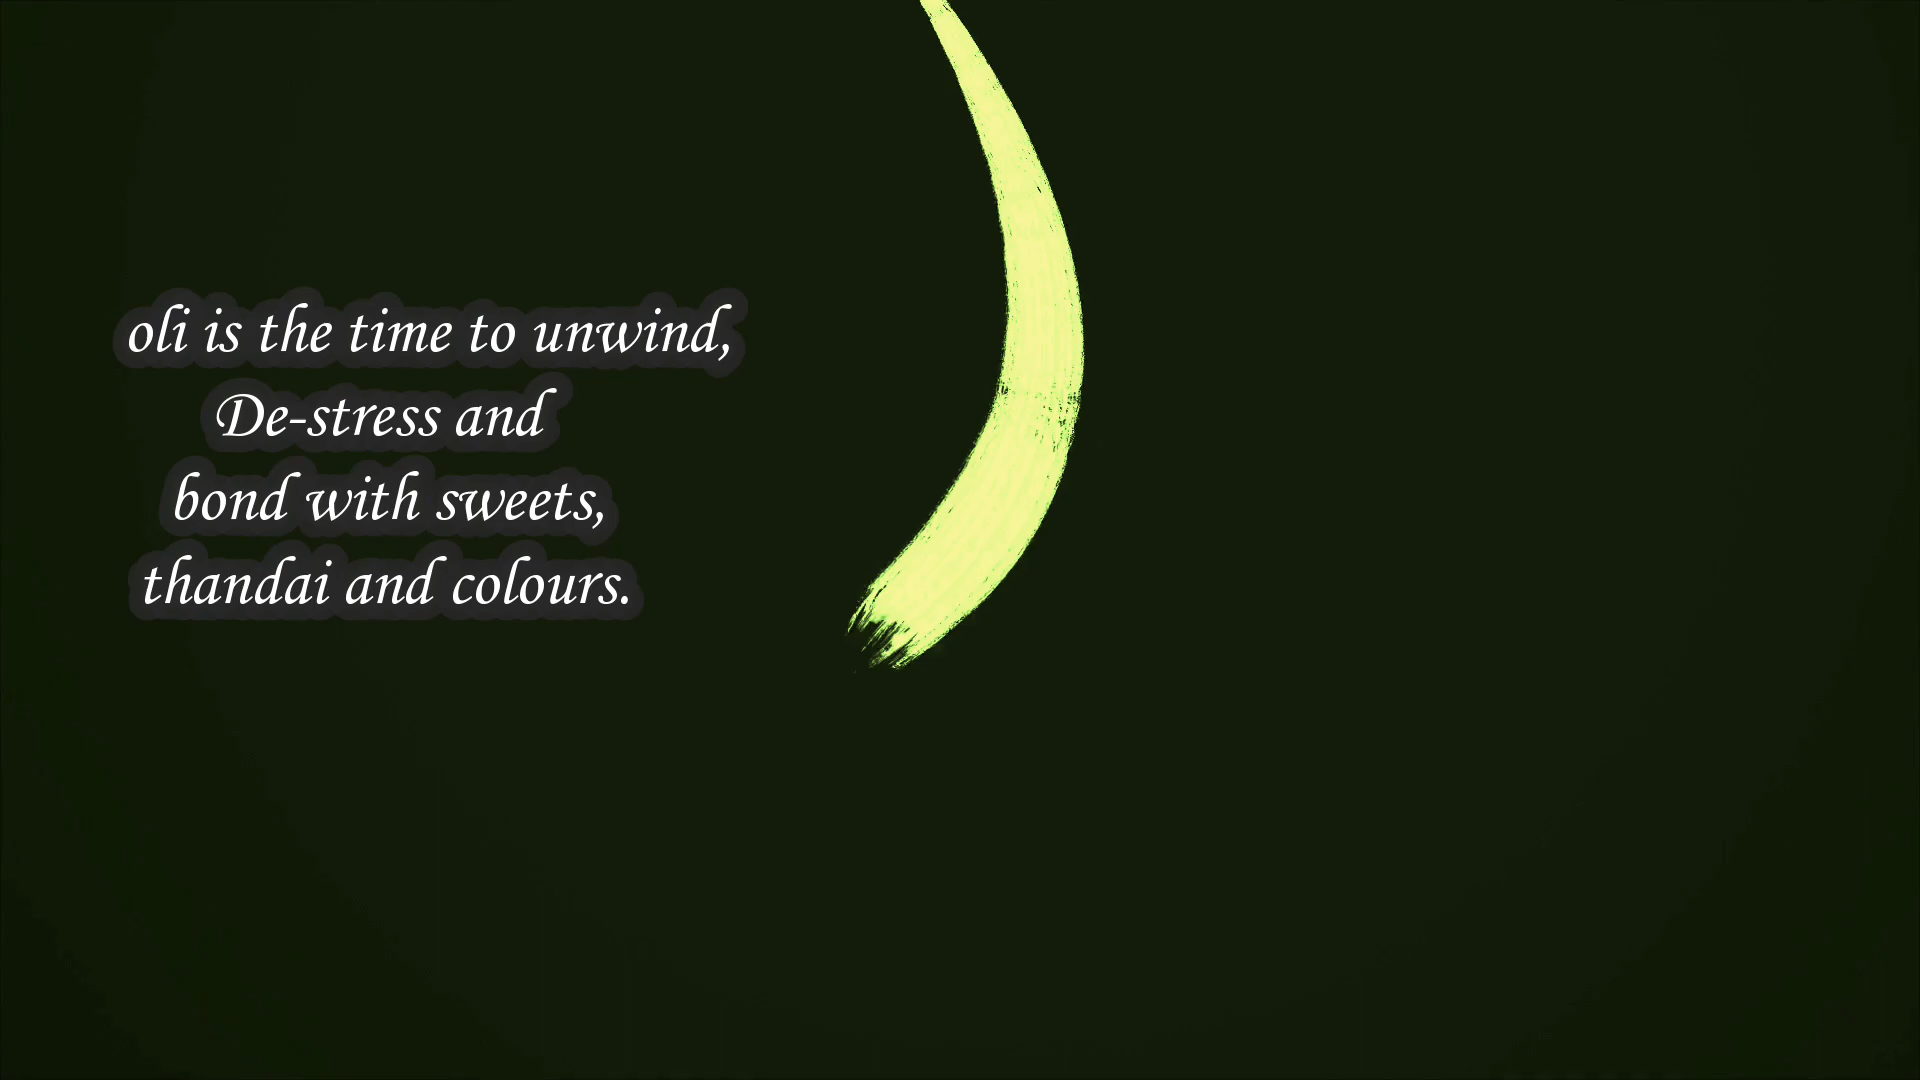 oli is the time to unwind,
De-stress and
bond with sweets,
thandai and colours.